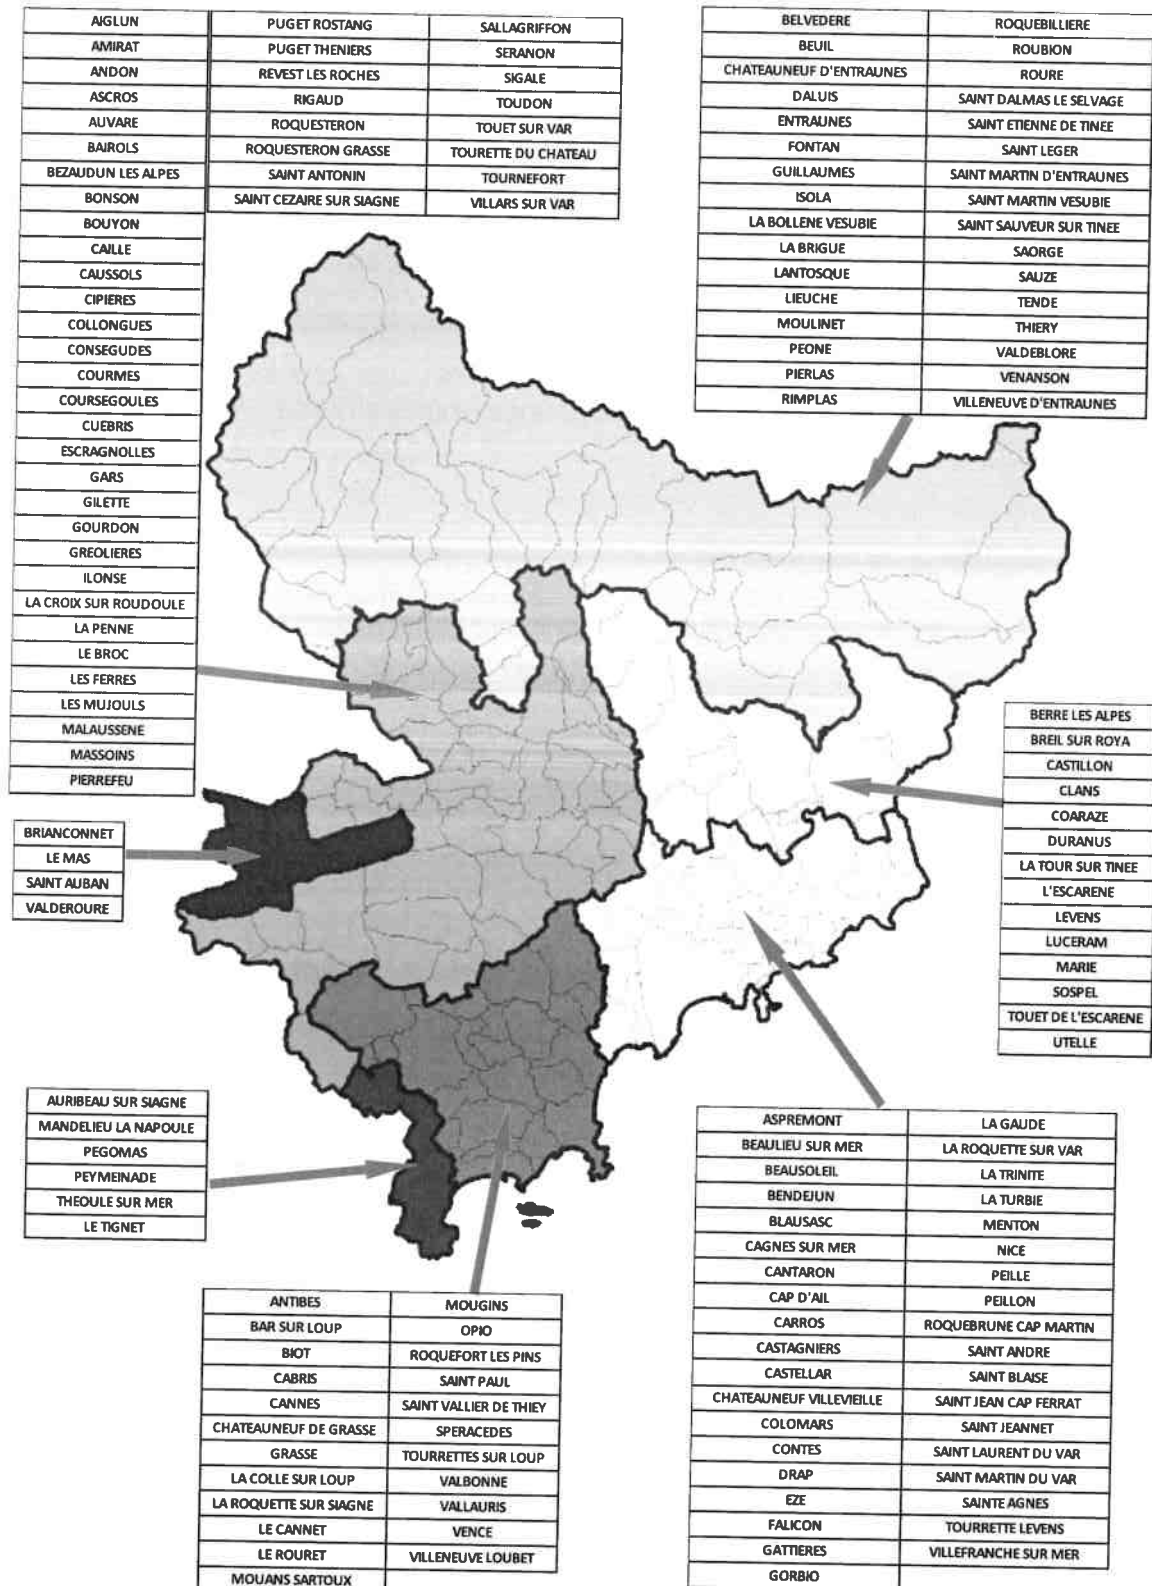 AIGLUN
AMIRAT
ANDON
ASCROS
AUVARE
BAIROLS
BEZAUDUN LES ALPES
BONSON
BOUYON
CAILLE
CAUSSOLS
CIPIERES
COLLONGUES
CONSEGUDES
COURMES
COURSEGOULES
CUEBRIS
ESCRAGNOLLES
GARS
GILETTE
GOURDON
GREOLIERES
ILONSE
LA CROIX SUR ROUDOULE
LA PENNE
LE BROC
LES FERRES
LES MUJOULS
MALAUSSENE
MASSOINS
PIERREFEU
PUGET ROSTANG SALLAGRIFFON
PUGET THENIERS SERANON
REVEST LES ROCHES SIGALE
RIGAUD TOUDON
ROQUESTERON TOUET SUR VAR
ROQUESTERON GRASSE TOURETTE DU CHATEAU
SAINT ANTONIN TOURNEFORT
SAINT CEZAIRE SUR SIAGNE VILLARS SUR VAR
BELVEDERE ROQUEBILLIERE
BEUIL ROUBION
CHATEAUNEUF D'ENTRAUNES ROURE
DALUIS SAINT DALMAS LE SELVAGE
ENTRAUNES SAINT ETIENNE DE TINEE
FONTAN SAINT LEGER
GUILLAUMES SAINT MARTIN D'ENTRAUNES
ISOLA SAINT MARTIN VESUBIE
LA BOLLENE VESUBIE SAINT SAUVEUR SUR TINEE
LA BRIGUE SAORGE
LANTOSQUE SAUZE
LIEUCHE TENDE
MOULINET THIERY
PEONE VALDEBLORE
PIERLAS VENANSON
RIMPLAS VILLENEUVE D'ENTRAUNES
BERRE LES ALPES
BREIL SUR ROYA
CASTILLON
CLANS
COARAZE
DURANUS
LA TOUR SUR TINEE
L'ESCARENE
LEVENS
LUCERAM
MARIE
SOSPEL
TOUET DE L'ESCARENE
UTELLE
BRIANCONNET
LE MAS
SAINT AUBAN
VALDEROURE
AURIBEAU SUR SIAGNE
MANDELIEU LA NAPOULE
PEGOMAS
PEYMEINADE
THEOULE SUR MER
LE TIGNET
ANTIBES MOUGINS
BAR SUR LOUP OPIO
BIOT ROQUEFORT LES PINS
CABRIS SAINT PAUL
CANNES SAINT VALLIER DE THIEY
CHATEAUNEUF DE GRASSE SPERACEDES
GRASSE TOURRETTES SUR LOUP
LA COLLE SUR LOUP VALBONNE
LA ROQUETTE SUR SIAGNE VALLAURIS
LE CANNET VENCE
LE ROURET VILLENEUVE LOUBET
MOUANS SARTOUX
ASPREMONT LA GAUDE
BEAULIEU SUR MER LA ROQUETTE SUR VAR
BEAUSOLEIL LA TRINITE
BENDEJUN LA TURBIE
BLAUSASC MENTON
CAGNES SUR MER NICE
CANTARON PEILLE
CAP D'AIL PEILLON
CARROS ROQUEBRUNE CAP MARTIN
CASTAGNIERS SAINT ANDRE
CASTELLAR SAINT BLAISE
CHATEAUNEUF VILLEVIEILLE SAINT JEAN CAP FERRAT
COLOMARS SAINT JEANNET
CONTES SAINT LAURENT DU VAR
DRAP SAINT MARTIN DU VAR
EZE SAINTE AGNES
FALICON TOURRETTE LEVENS
GATTIERES VILLEFRANCHE SUR MER
GORBIO